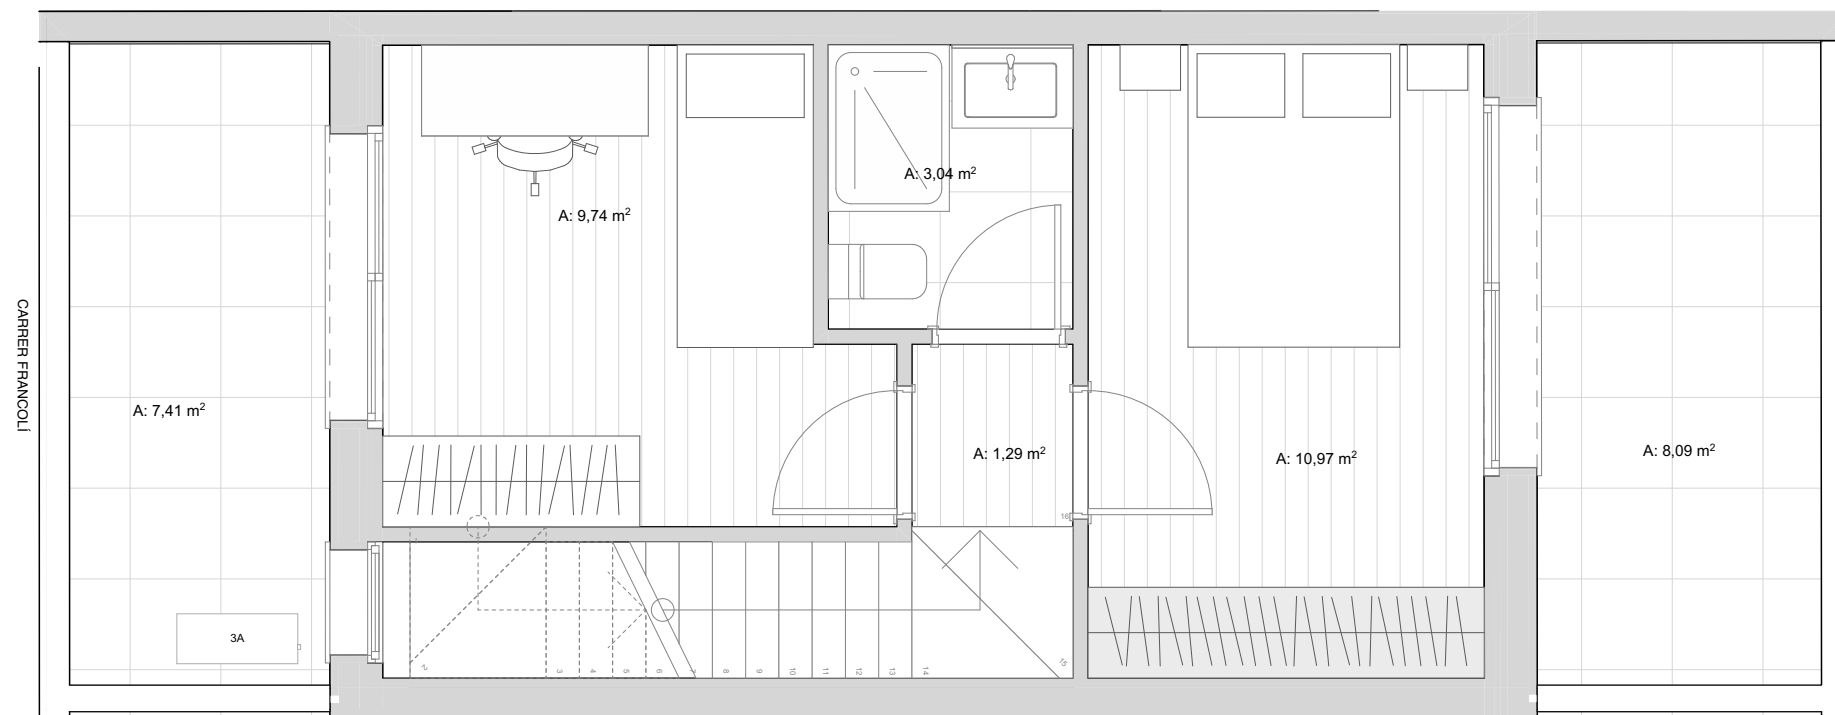 CARRER FRANCOLÍ
A: 7,41 m²
3A
A: 9,74 m²
A: 3,04 m²
A: 1,29 m²
A: 10,97 m²
A: 8,09 m²
2
3
4
5
6
7
8
9
10
11
12
13
14
15
16